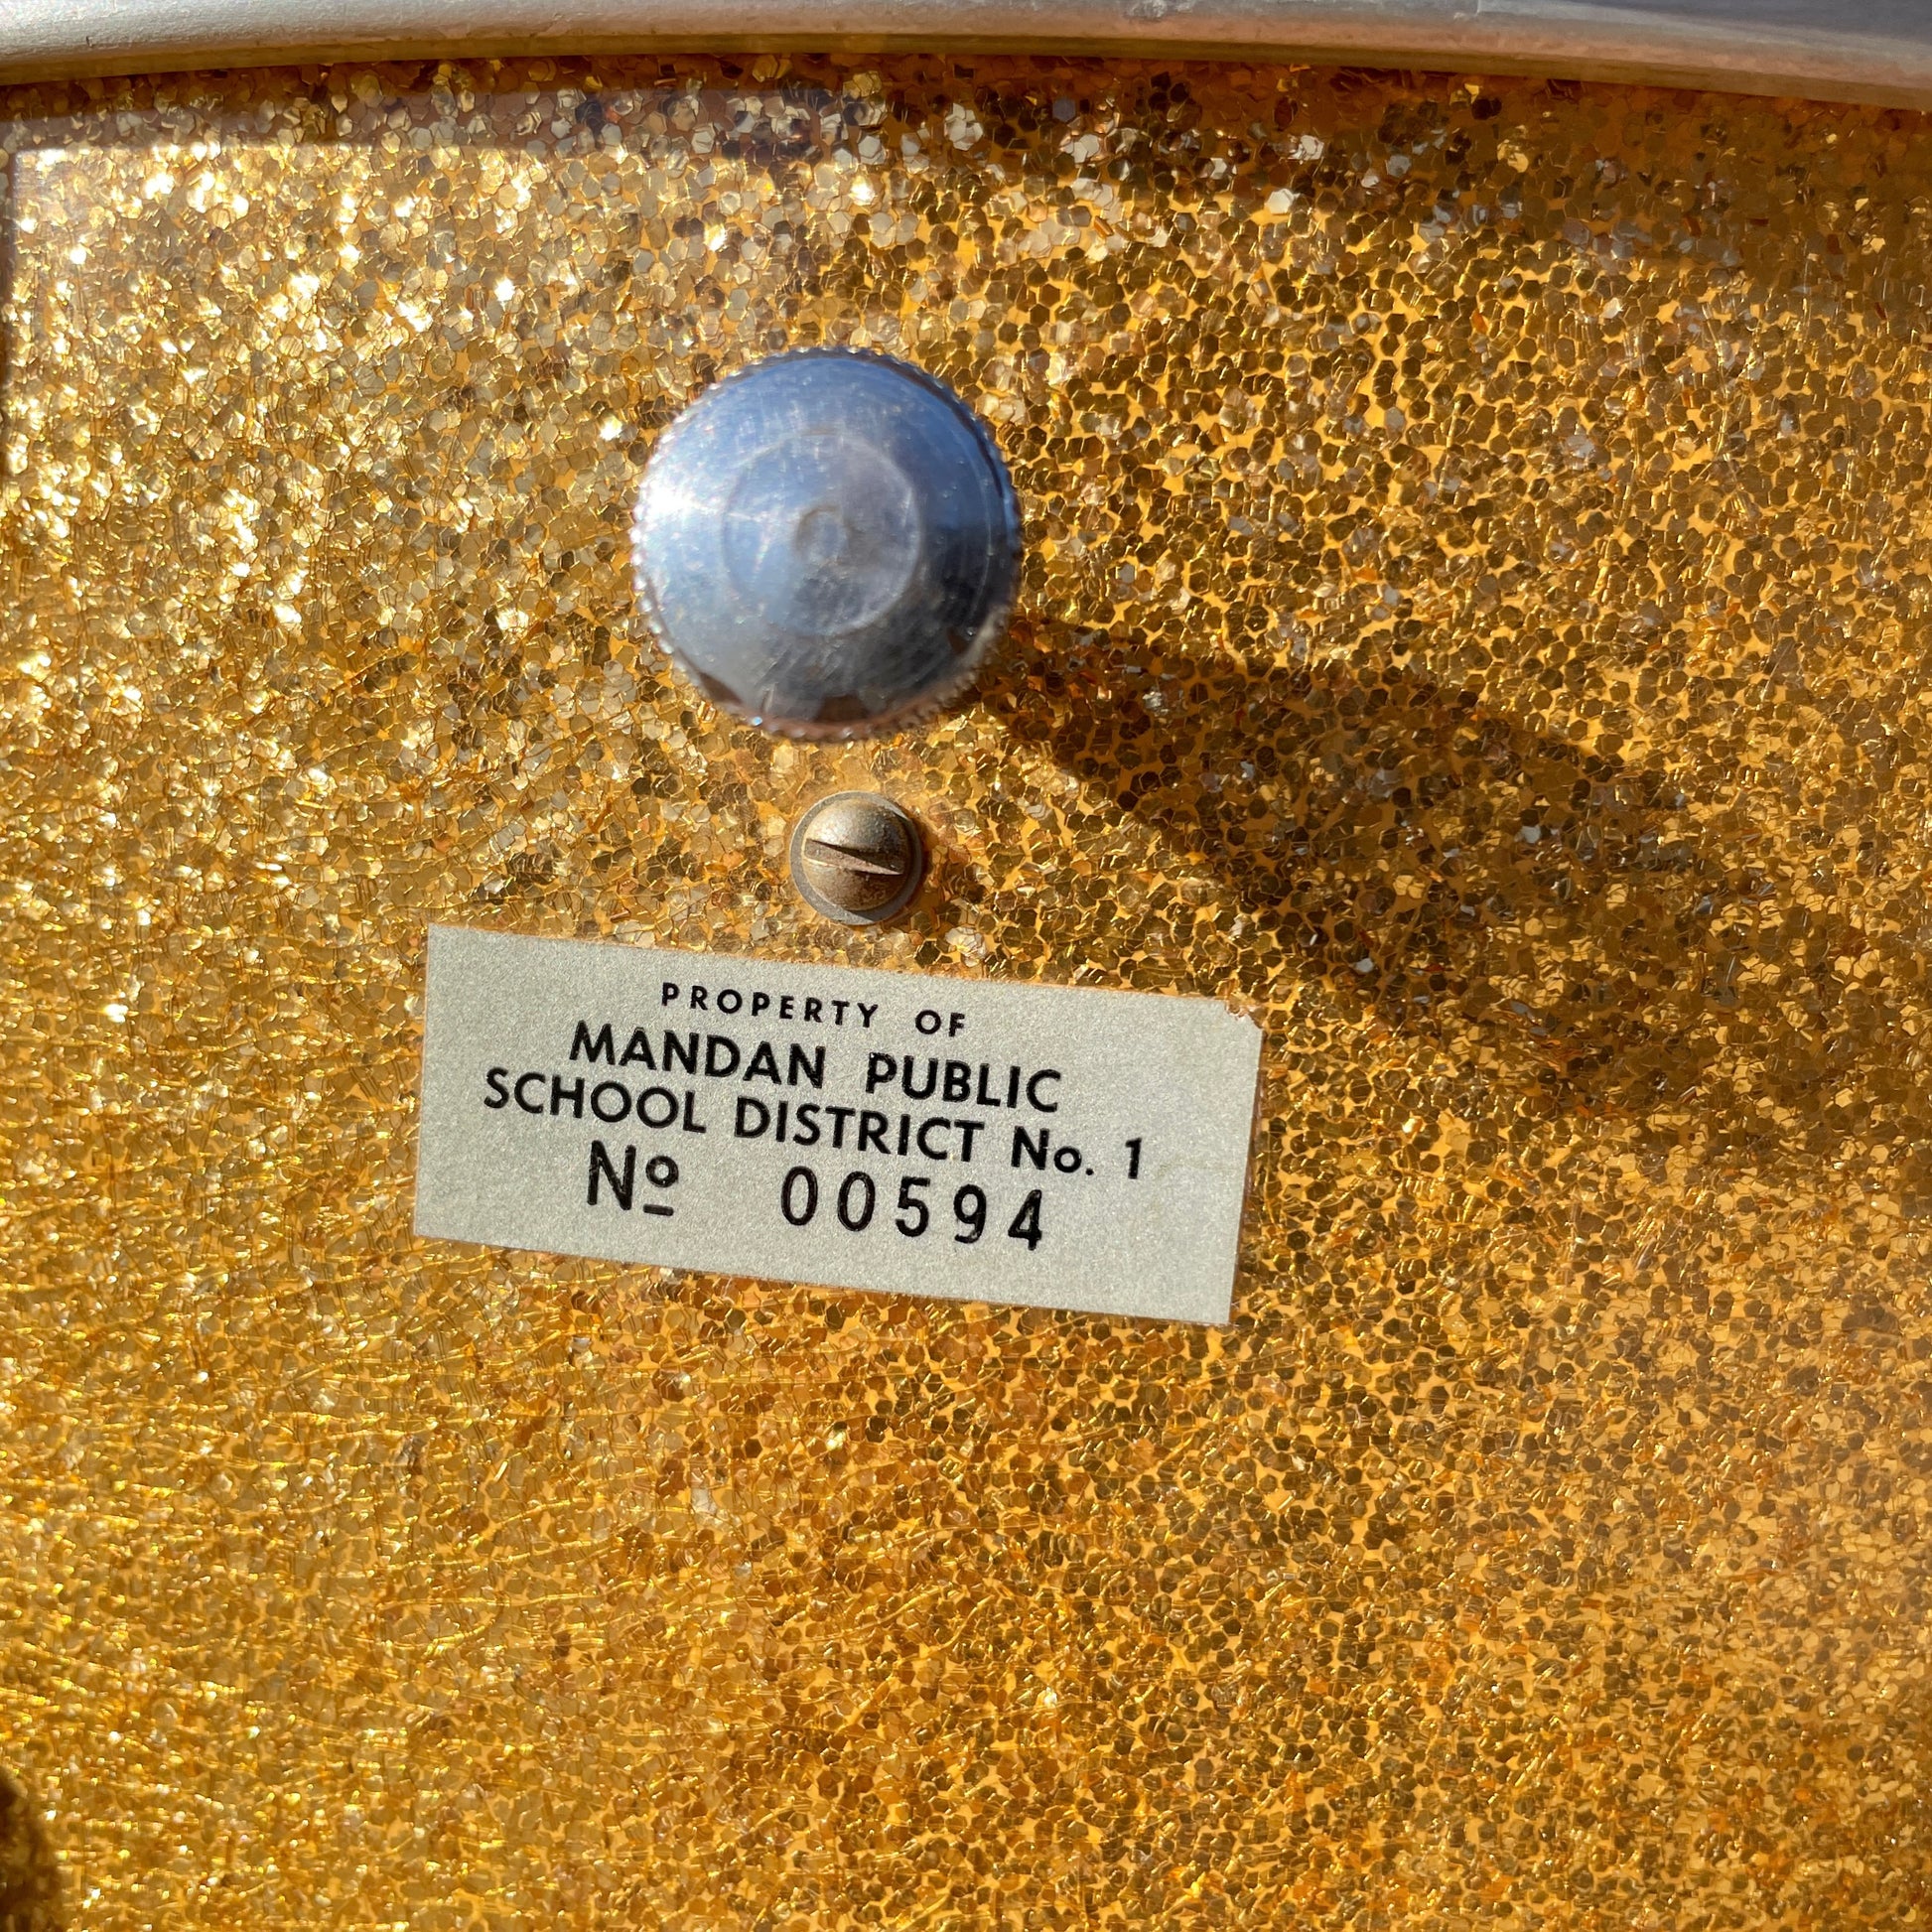 PROPERTY OF
MANDAN PUBLIC
SCHOOL DISTRICT No. 1
Nº 00594